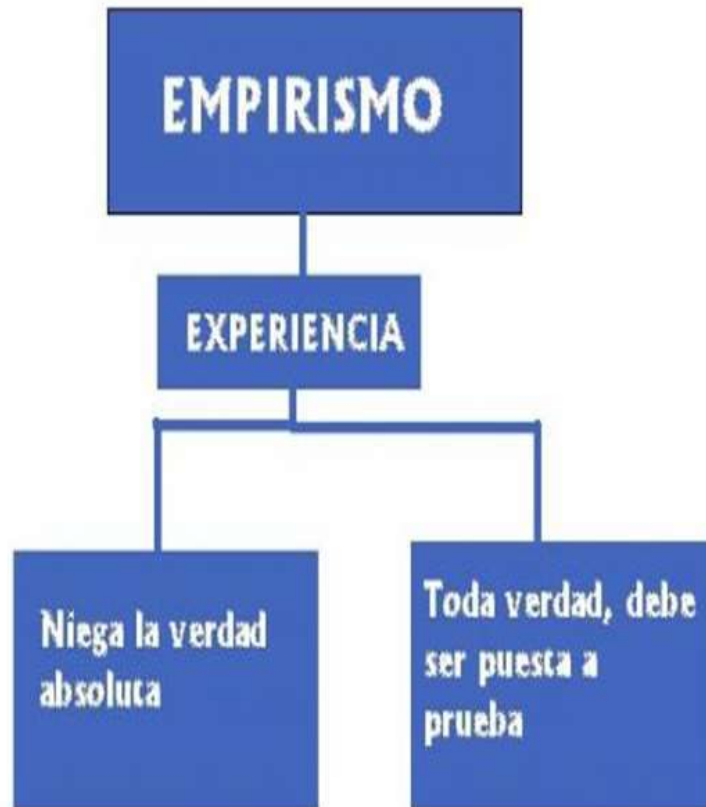 EMPIRISMO
EXPERIENCIA
Niega la verdad
absoluta
Toda verdad, debe
ser puesta a
prueba